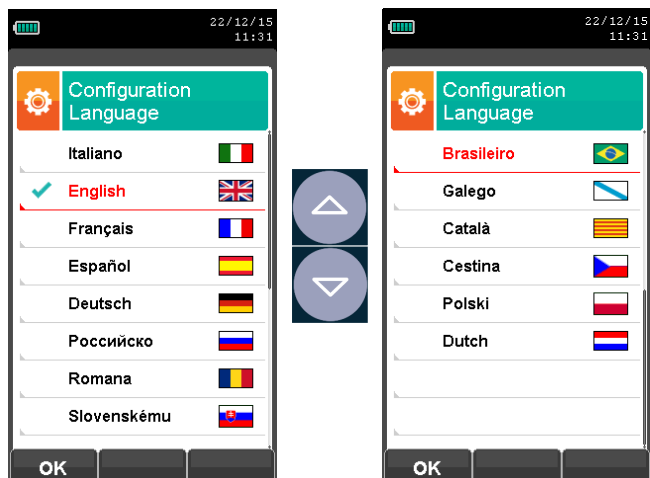 22/12/15
11:31
Configuration
Language
Italiano
English
Français
Español
Deutsch
Российско
Romana
Slovenskému
OK
22/12/15
11:31
Configuration
Language
Brasileiro
Galego
Català
Cestina
Polski
Dutch
OK